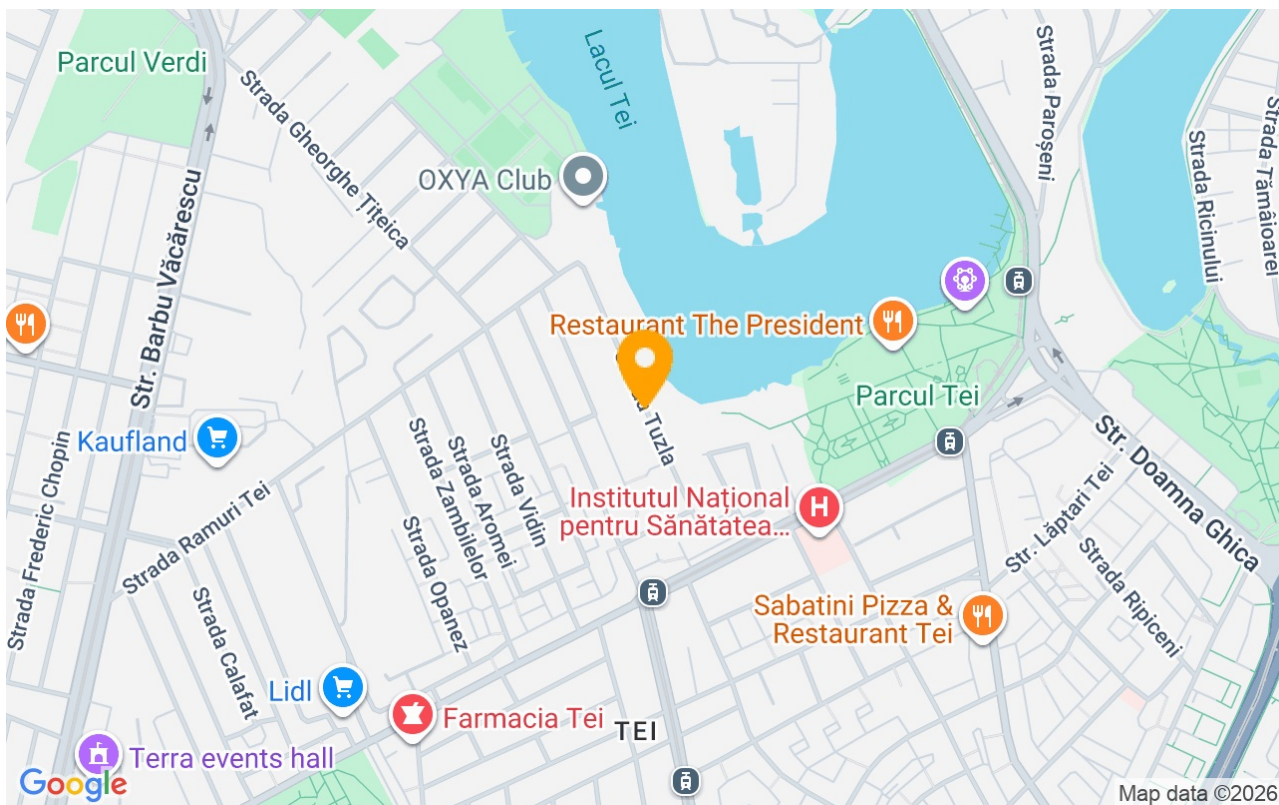 Parcul Verdi
Strada Gheorghe Țițeica
Str. Barbu Văcărescu
Lacul Tei
OXYA Club
Strada Paroșeni
Strada Ricinului
Strada Tămâioarei
Restaurant The President
Parcul Tei
Tuzla
Kaufland
Strada Frederic Chopin
Strada Ramuri Tei
Strada Calafat
Strada Zambilelor
Strada Aromei
Strada Vidin
Strada Opanez
Institutul Național
pentru Sănătatea...
Str. Doamna Ghica
Str. Lăptari Tei
Strada Ripiceni
Sabatini Pizza &
Restaurant Tei
Lidl
Farmacia Tei
TEI
Terra events hall
Google
Map data ©2026